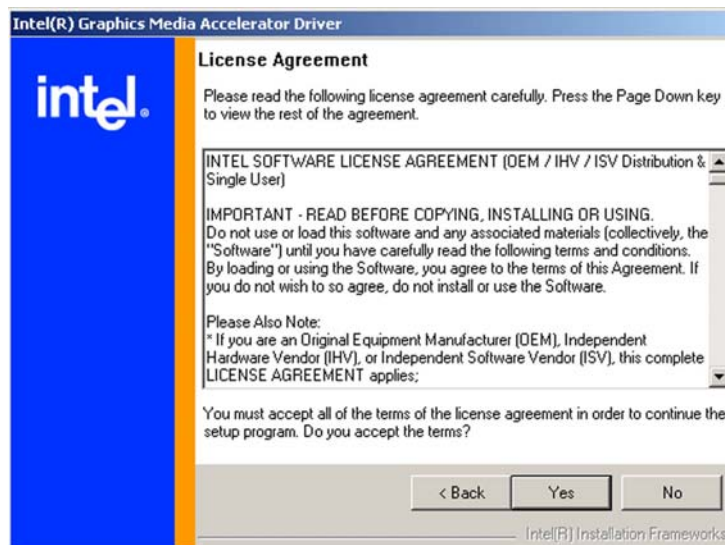 Intel(R) Graphics Media Accelerator Driver
intel.
License Agreement
Please read the following license agreement carefully. Press the Page Down key
to view the rest of the agreement.
INTEL SOFTWARE LICENSE AGREEMENT (OEM / IHV / ISV Distribution &
Single User)
IMPORTANT - READ BEFORE COPYING, INSTALLING OR USING.
Do not use or load this software and any associated materials (collectively, the
"Software") until you have carefully read the following terms and conditions.
By loading or using the Software, you agree to the terms of this Agreement. If
you do not wish to so agree, do not install or use the Software.
Please Also Note:
* If you are an Original Equipment Manufacturer (OEM), Independent
Hardware Vendor (IHV), or Independent Software Vendor (ISV), this complete
LICENSE AGREEMENT applies;
You must accept all of the terms of the license agreement in order to continue the
setup program. Do you accept the terms?
< Back Yes No
Intel(R) Installation Frameworks